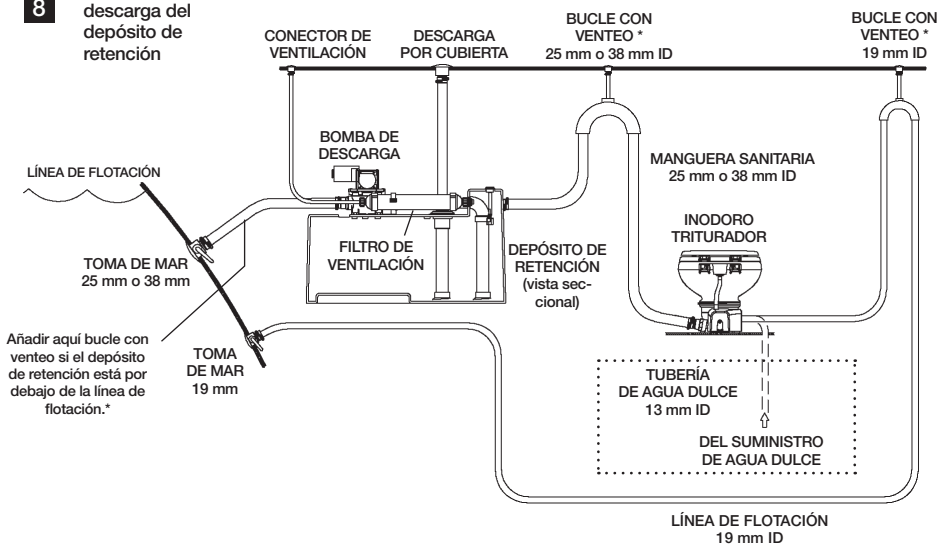 8
descarga del
depósito de
retención
CONECTOR DE
VENTILACIÓN
DESCARGA
POR CUBIERTA
BUCLE CON
VENTEO *
25 mm o 38 mm ID
BUCLE CON
VENTEO *
19 mm ID
BOMBA DE
DESCARGA
LÍNEA DE FLOTACIÓN
MANGUERA SANITARIA
25 mm o 38 mm ID
INODORO
TRITURADOR
FILTRO DE
VENTILACIÓN
DEPÓSITO DE
RETENCIÓN
(vista sec-
cional)
TOMA DE MAR
25 mm o 38 mm
Añadir aquí bucle con
venteo si el depósito
de retención está por
debajo de la línea de
flotación.*
TOMA
DE MAR
19 mm
TUBERÍA
DE AGUA DULCE
13 mm ID
DEL SUMINISTRO
DE AGUA DULCE
LÍNEA DE FLOTACIÓN
19 mm ID